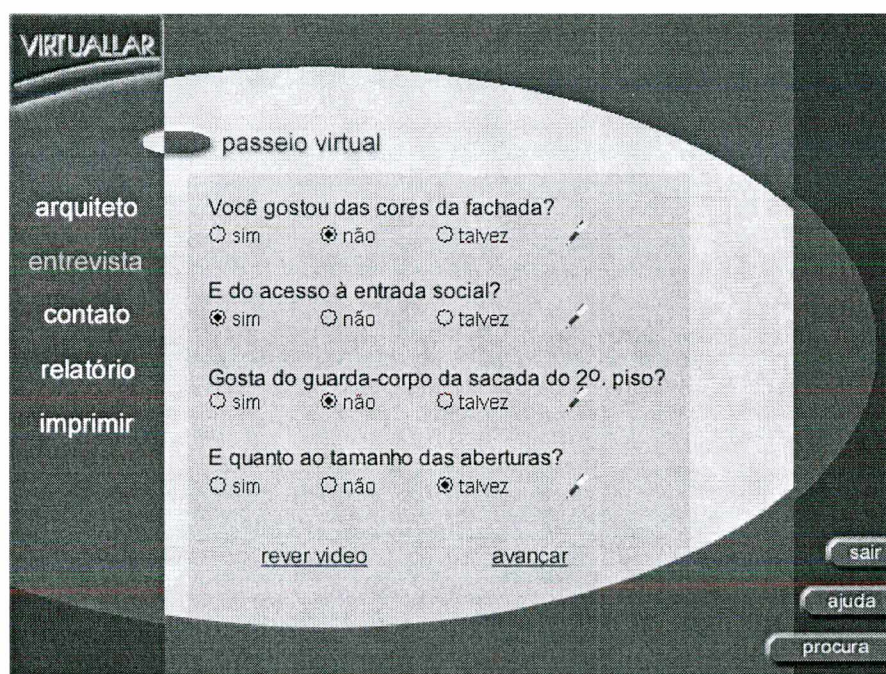 VIRTUALLAR
passeio virtual
arquiteto
entrevista
contato
relatório
imprimir
Você gostou das cores da fachada?
sim não talvez
E do acesso à entrada social?
sim não talvez
Gosta do guarda-corpo da sacada do 2º. piso?
sim não talvez
E quanto ao tamanho das aberturas?
sim não talvez
rever video avançar
sair
ajuda
procura